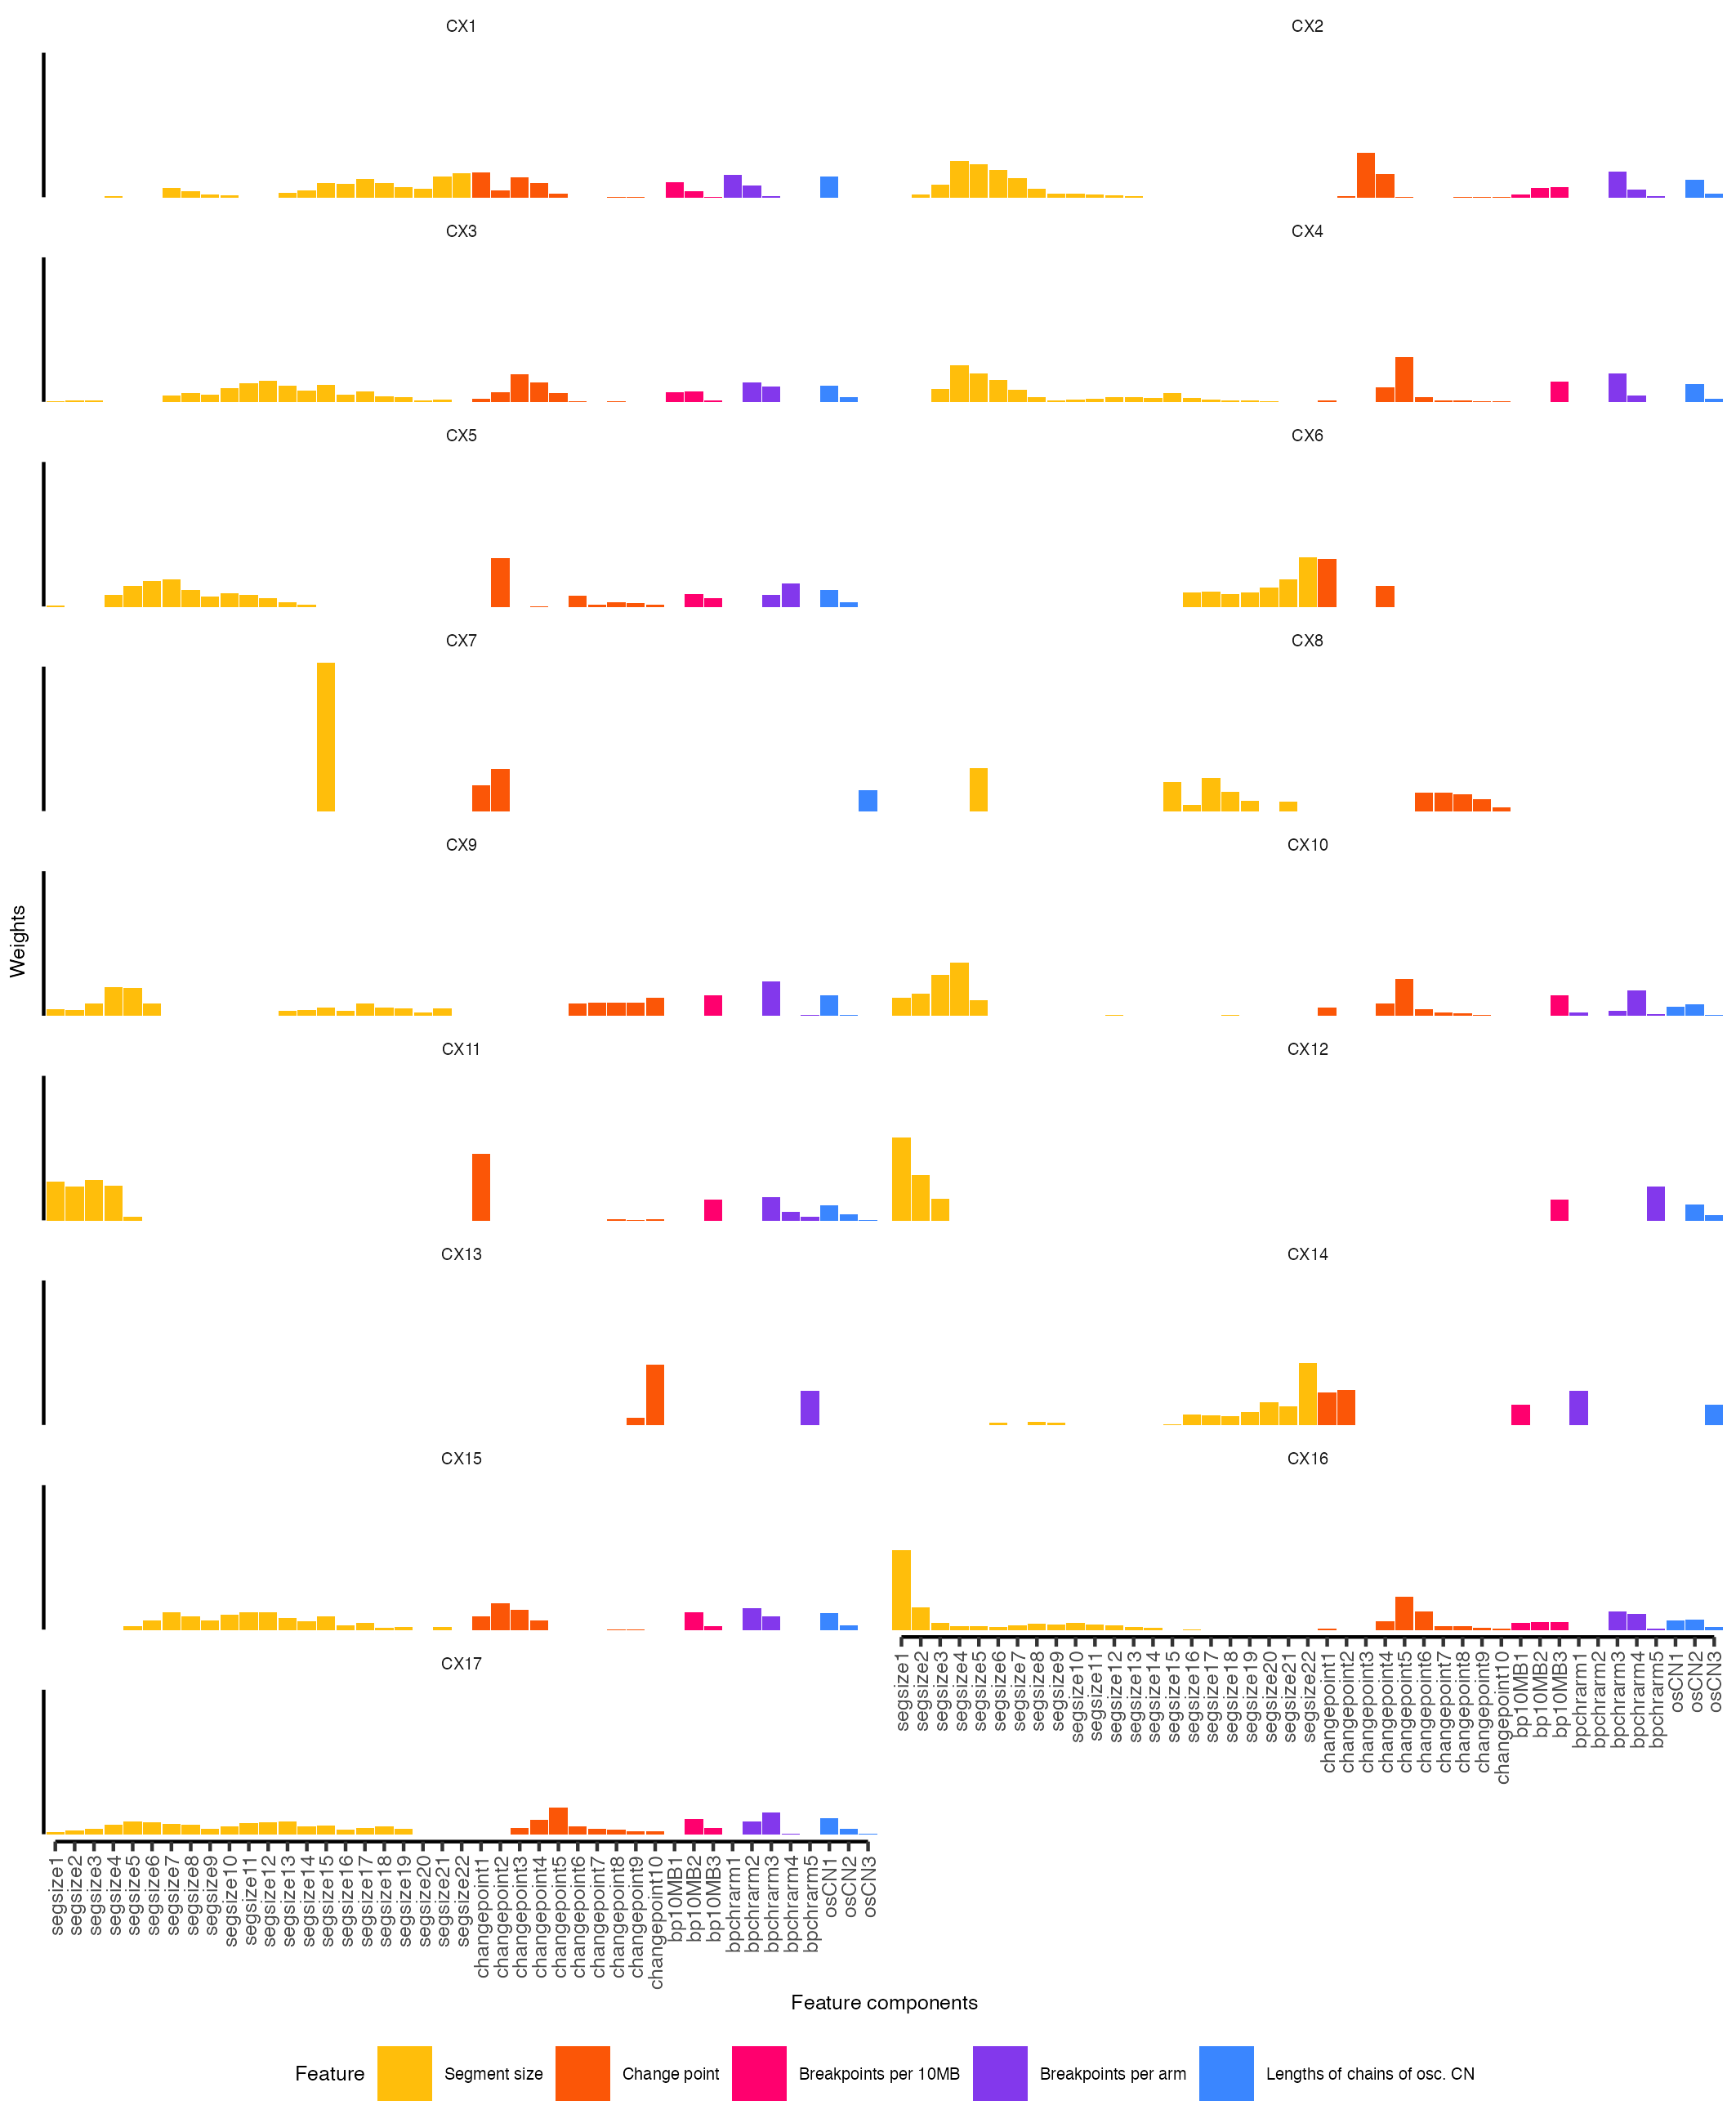 CX1
CX2
CX3
CX4
CX5
CX6
CX7
CX8
CX9
CX10
Weights
CX11
CX12
CX13
CX14
CX15
CX16
segsize1
segsize2
segsize3
segsize4
segsize5
segsize6
segsize7
segsize8
segsize9
segsize10
segsize11
segsize12
segsize13
segsize14
segsize15
segsize16
segsize17
segsize18
segsize19
segsize20
segsize21
segsize22
changepoint1
changepoint2
changepoint3
changepoint4
changepoint5
changepoint6
changepoint7
changepoint8
changepoint9
changepoint10
bp10MB1
bp10MB2
bp10MB3
bpchrarm1
bpchrarm2
bpchrarm3
bpchrarm4
bpchrarm5
osCN1
osCN2
osCN3
CX17
segsize1
segsize2
segsize3
segsize4
segsize5
segsize6
segsize7
segsize8
segsize9
segsize10
segsize11
segsize12
segsize13
segsize14
segsize15
segsize16
segsize17
segsize18
segsize19
segsize20
segsize21
segsize22
changepoint1
changepoint2
changepoint3
changepoint4
changepoint5
changepoint6
changepoint7
changepoint8
changepoint9
changepoint10
bp10MB1
bp10MB2
bp10MB3
bpchrarm1
bpchrarm2
bpchrarm3
bpchrarm4
bpchrarm5
osCN1
osCN2
osCN3
Feature components
Feature Segment size Change point Breakpoints per 10MB Breakpoints per arm Lengths of chains of osc. CN